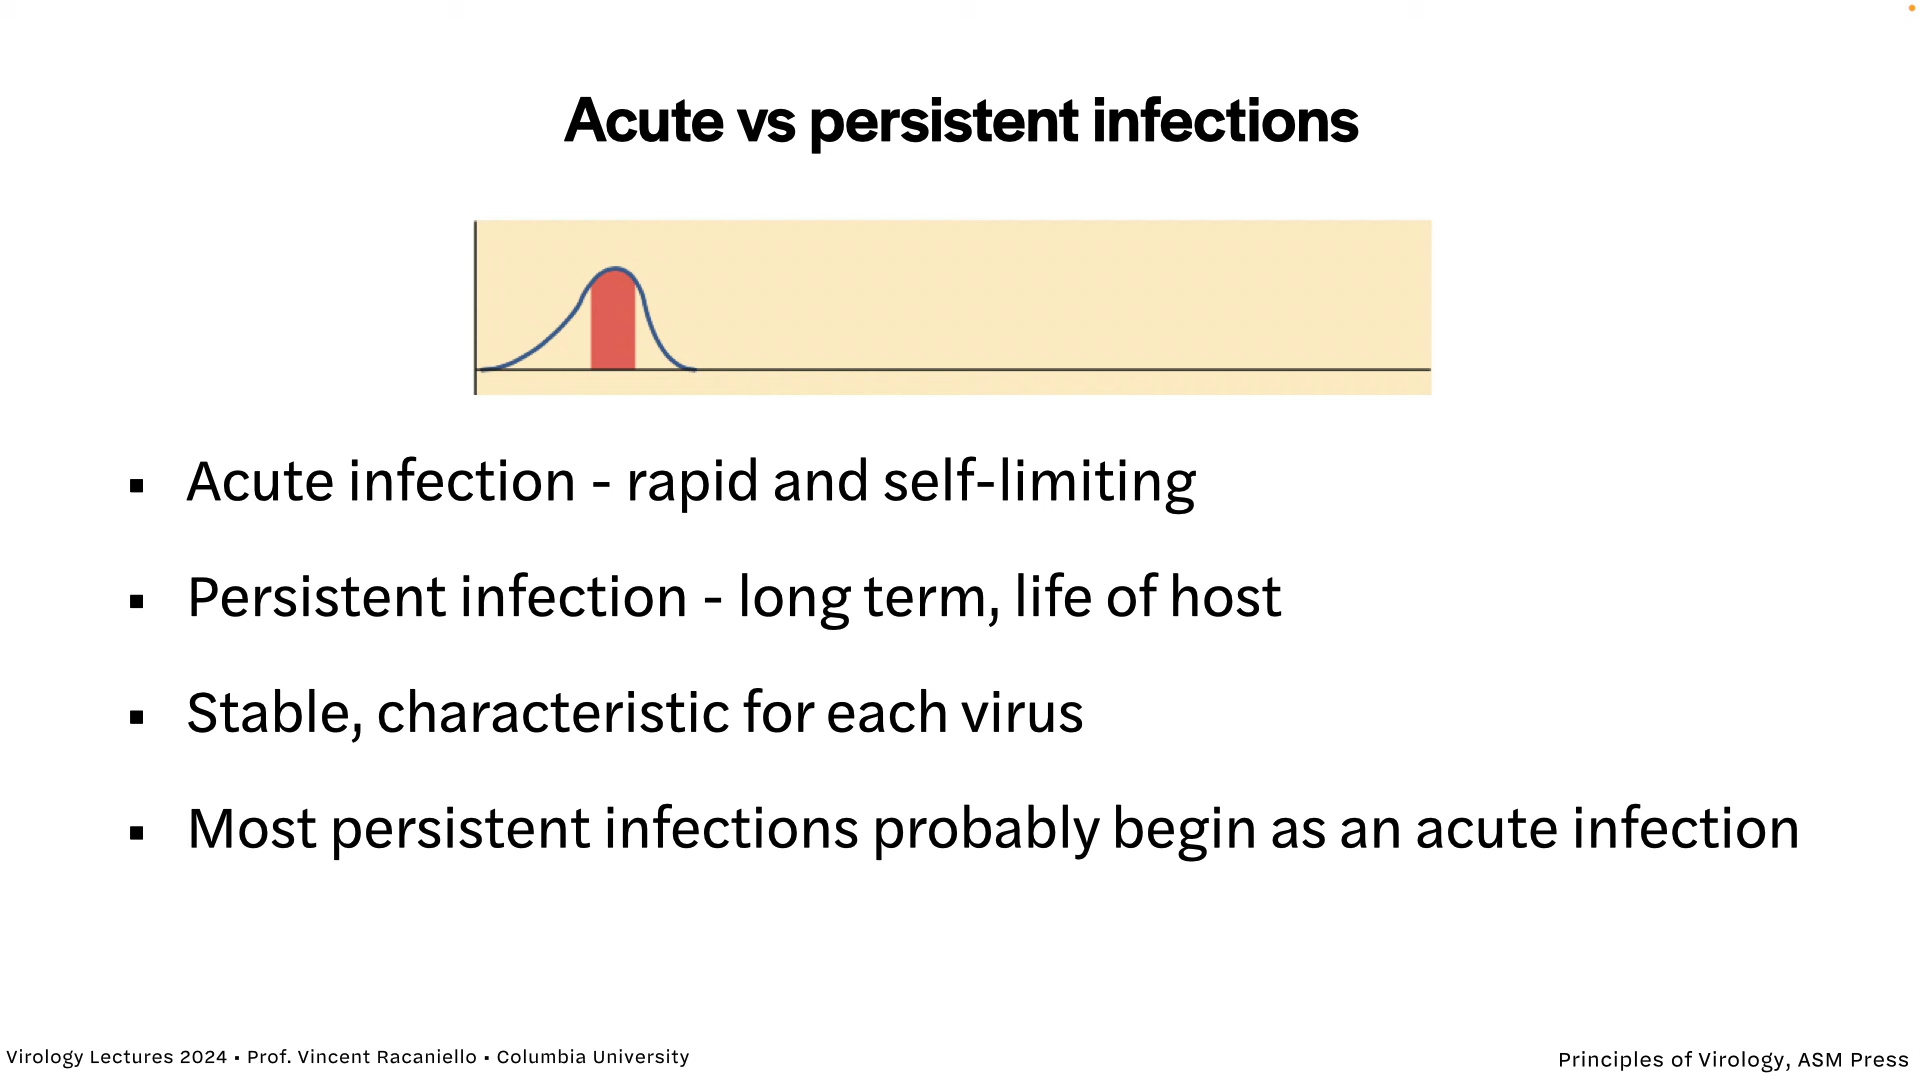 Acute vs persistent infections
▪ Acute infection - rapid and self-limiting
▪ Persistent infection - long term, life of host
▪ Stable, characteristic for each virus
▪ Most persistent infections probably begin as an acute infection
Virology Lectures 2024 • Prof. Vincent Racaniello • Columbia University
Principles of Virology, ASM Press